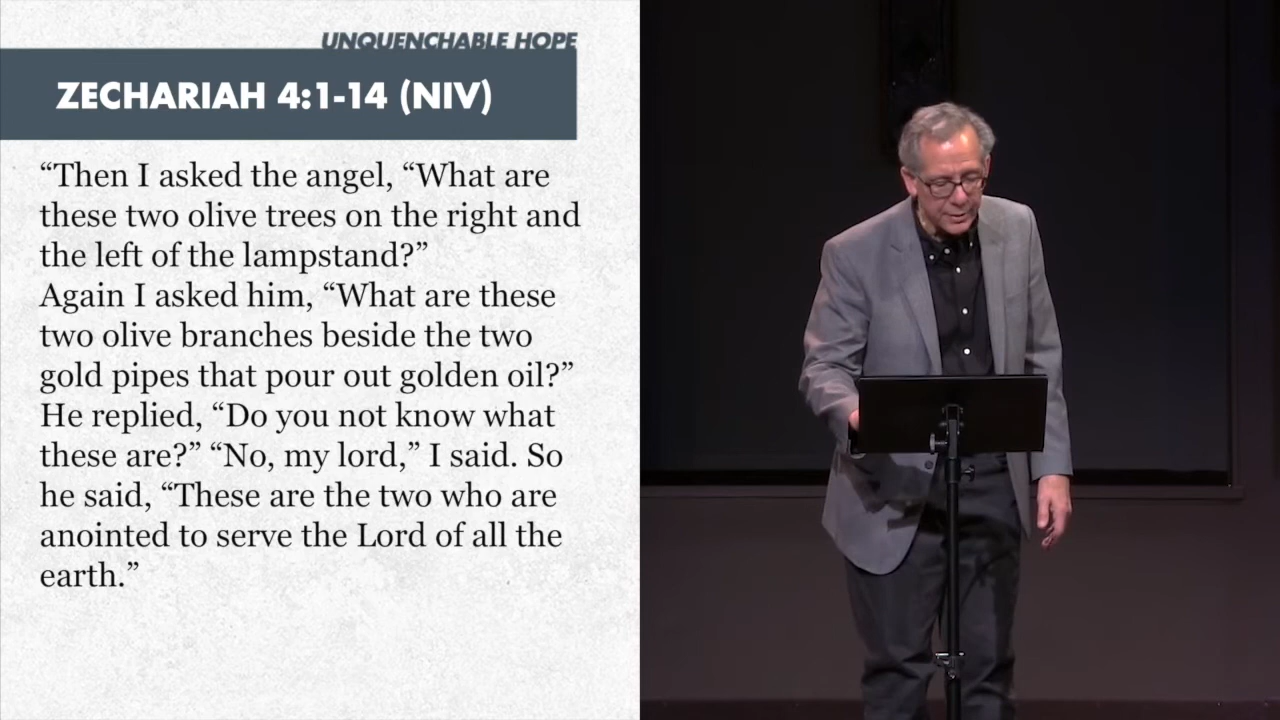 UNQUENCHABLE HOPE
ZECHARIAH 4:1-14 (NIV)
“Then I asked the angel, “What are
these two olive trees on the right and
the left of the lampstand?”
Again I asked him, “What are these
two olive branches beside the two
gold pipes that pour out golden oil?”
He replied, “Do you not know what
these are?” “No, my lord,” I said. So
he said, “These are the two who are
anointed to serve the Lord of all the
earth.”